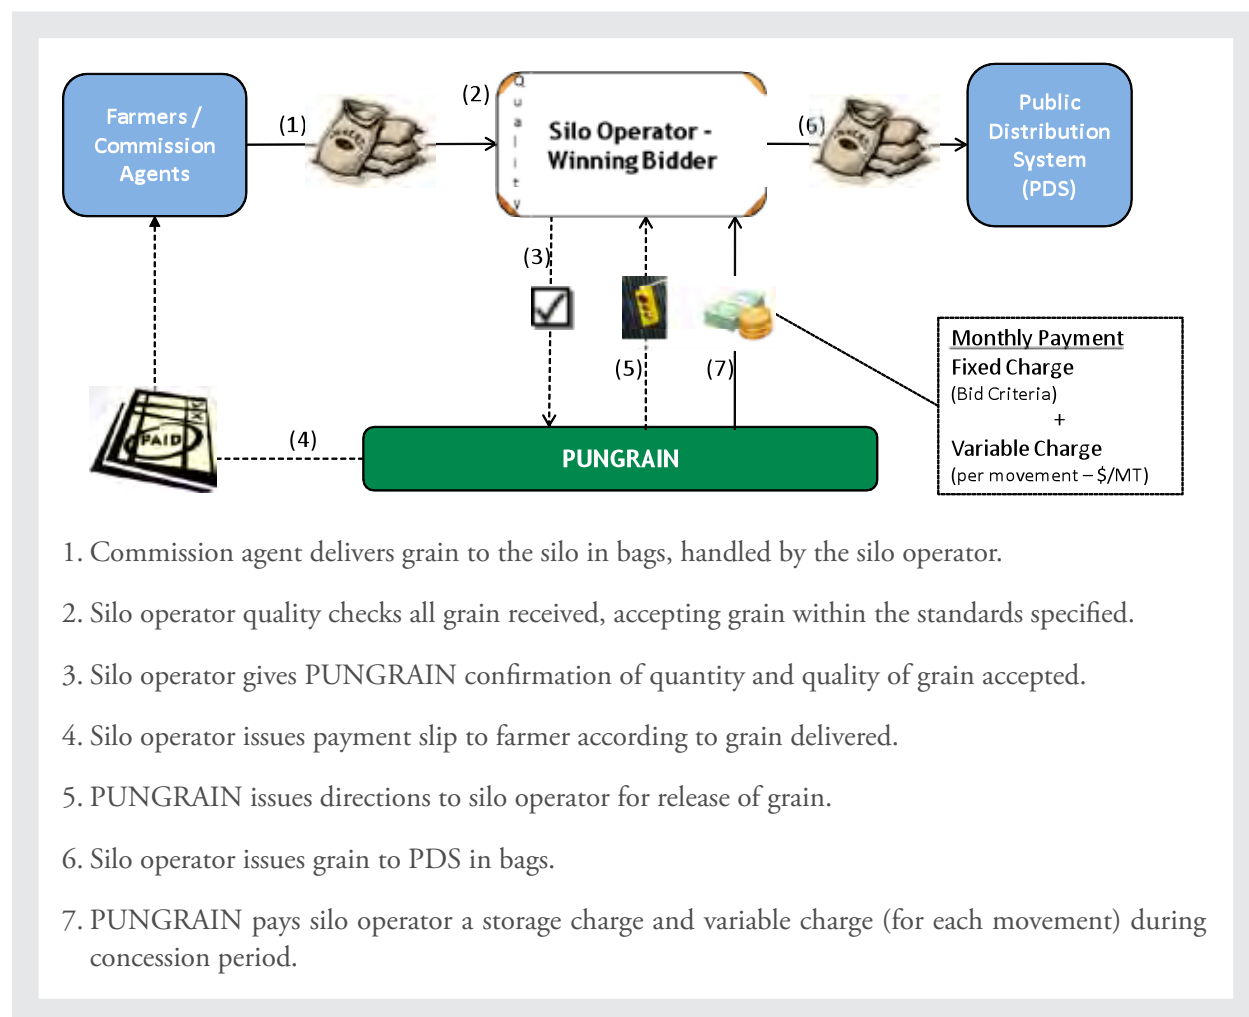 Farmers /
Commission
Agents
(1)
(2)
Quality
Silo Operator -
Winning Bidder
(6)
Public
Distribution
System
(PDS)
(3)
(5)
(7)
PAID
(4)
PUNGRAIN
Monthly Payment
Fixed Charge
(Bid Criteria)
+
Variable Charge
(per movement – $/MT)
1. Commission agent delivers grain to the silo in bags, handled by the silo operator.
2. Silo operator quality checks all grain received, accepting grain within the standards specified.
3. Silo operator gives PUNGRAIN confirmation of quantity and quality of grain accepted.
4. Silo operator issues payment slip to farmer according to grain delivered.
5. PUNGRAIN issues directions to silo operator for release of grain.
6. Silo operator issues grain to PDS in bags.
7. PUNGRAIN pays silo operator a storage charge and variable charge (for each movement) during
concession period.